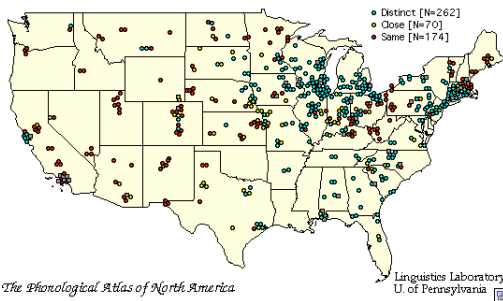 Distinct [N=262]
Close [N=70]
Same [N=174]
The Phonological Atlas of North America
Linguistics Laboratory
U. of Pennsylvania